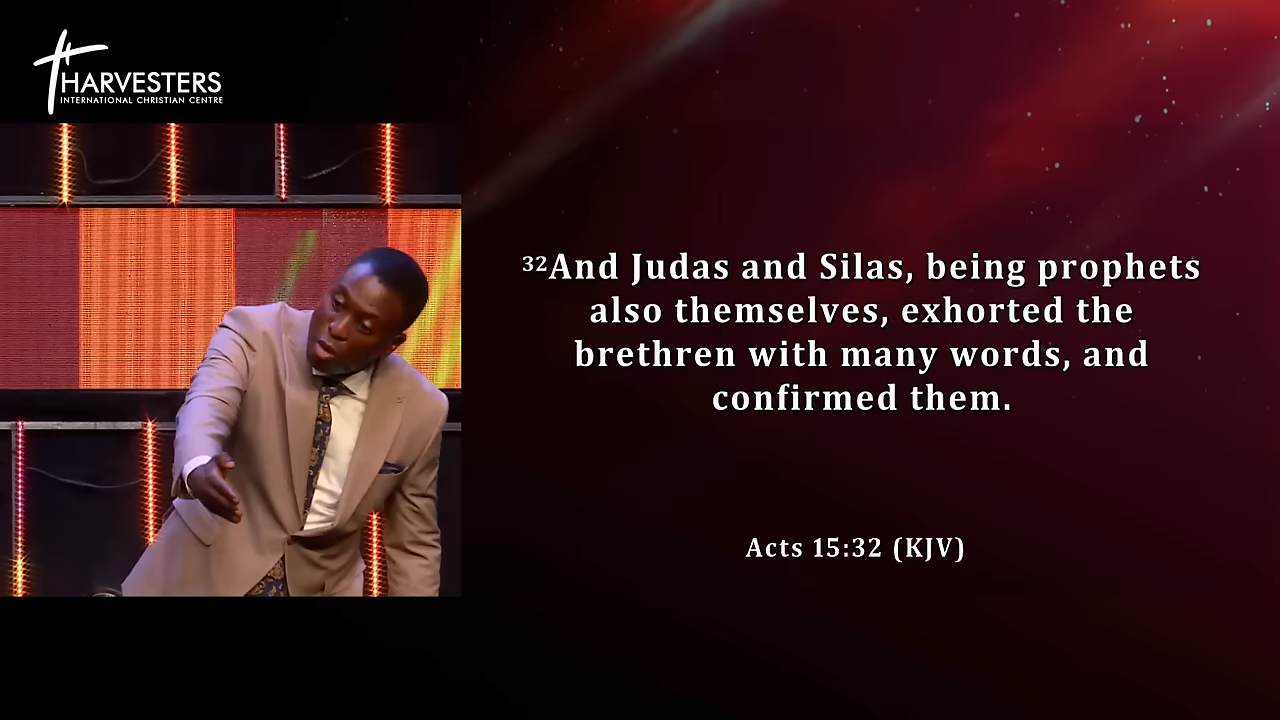 HARVESTERS
INTERNATIONAL CHRISTIAN CENTRE
32And Judas and Silas, being prophets
also themselves, exhorted the
brethren with many words, and
confirmed them.
Acts 15:32 (KJV)